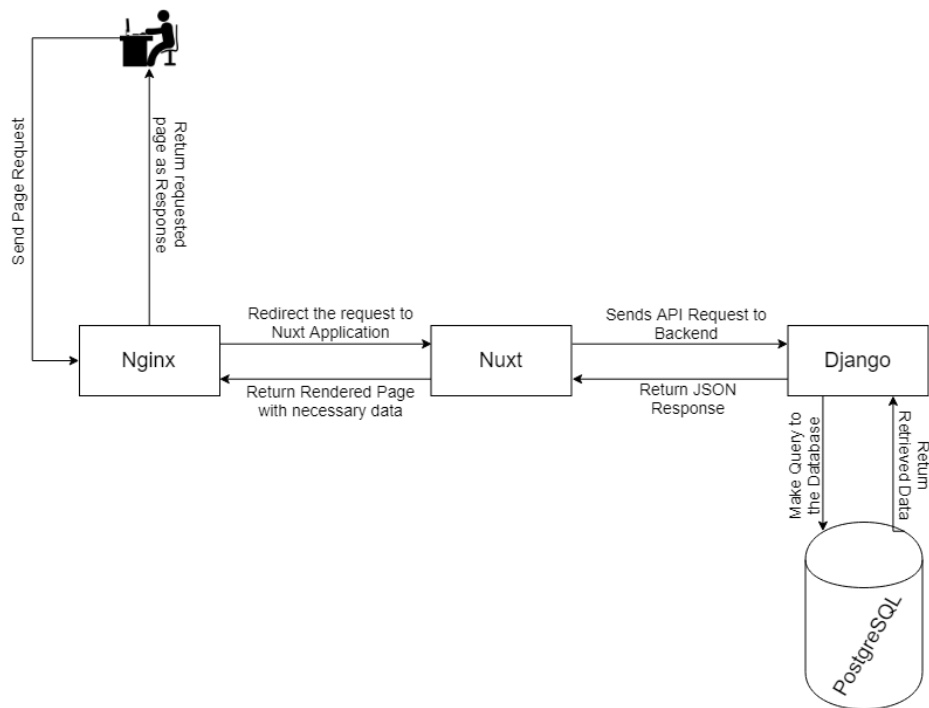 Send Page Request
Return requested
page as Response
Redirect the request to
Nuxt Application
Sends API Request to
Backend
Nginx
Nuxt
Django
Return Rendered Page
with necessary data
Return JSON
Response
Make Query to
the Database
Return
Retrieved Data
PostgreSQL